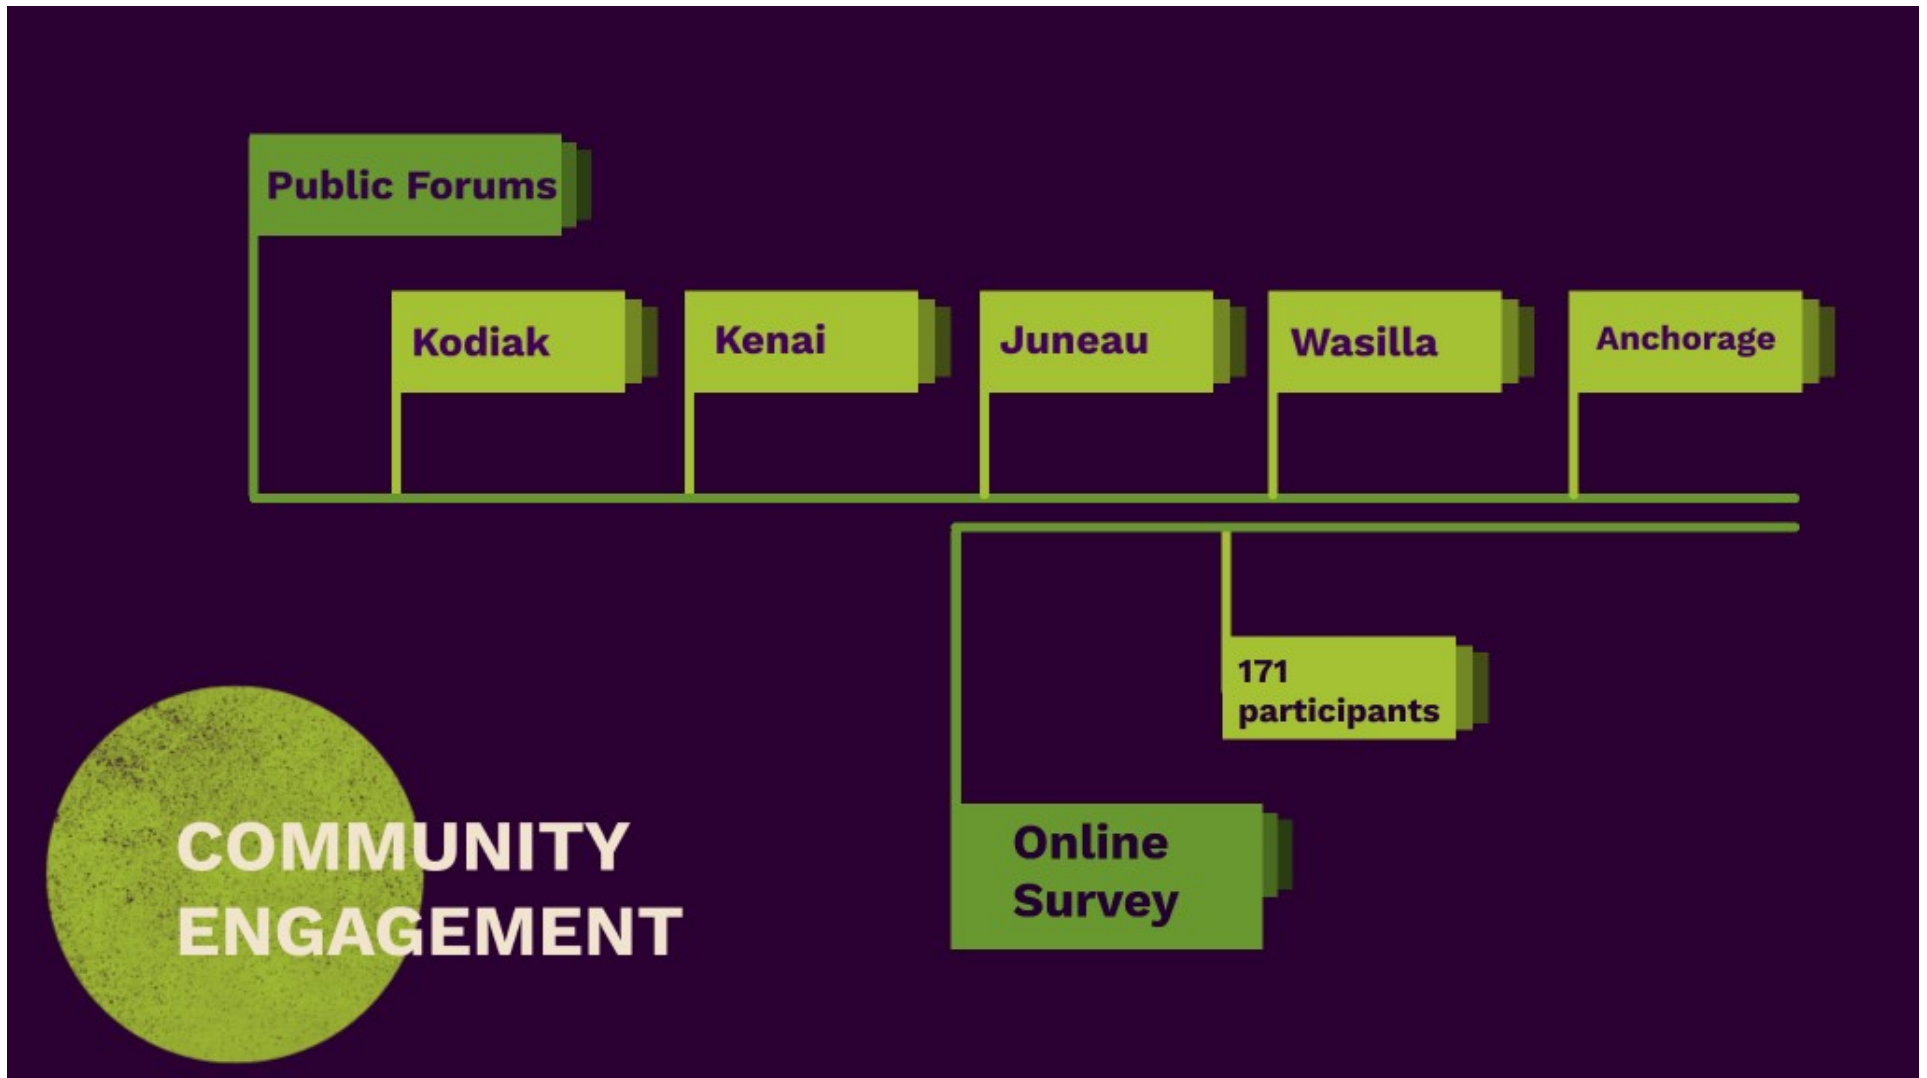 Public Forums
Kodiak
Kenai
Juneau
Wasilla
Anchorage
171
participants
Online
Survey
COMMUNITY
ENGAGEMENT